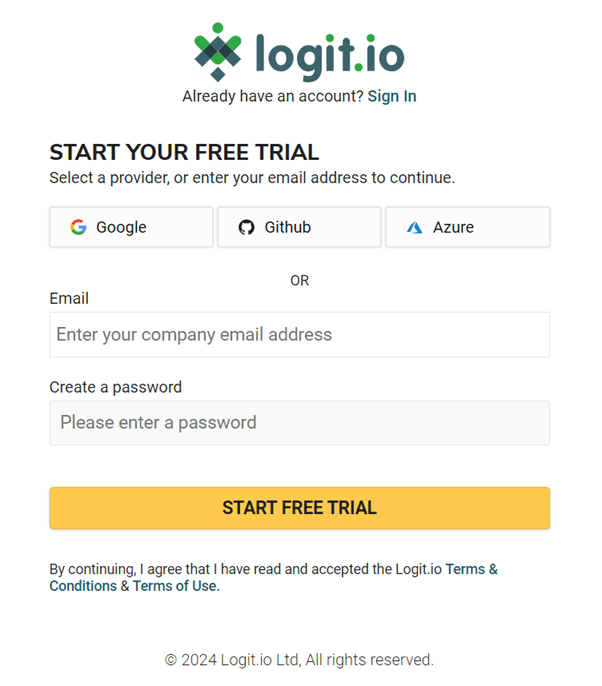 logit.io
Already have an account? Sign In
START YOUR FREE TRIAL
Select a provider, or enter your email address to continue.
Google
Github
Azure
OR
Email
Enter your company email address
Create a password
Please enter a password
START FREE TRIAL
By continuing, I agree that I have read and accepted the Logit.io Terms &
Conditions & Terms of Use.
© 2024 Logit.io Ltd, All rights reserved.